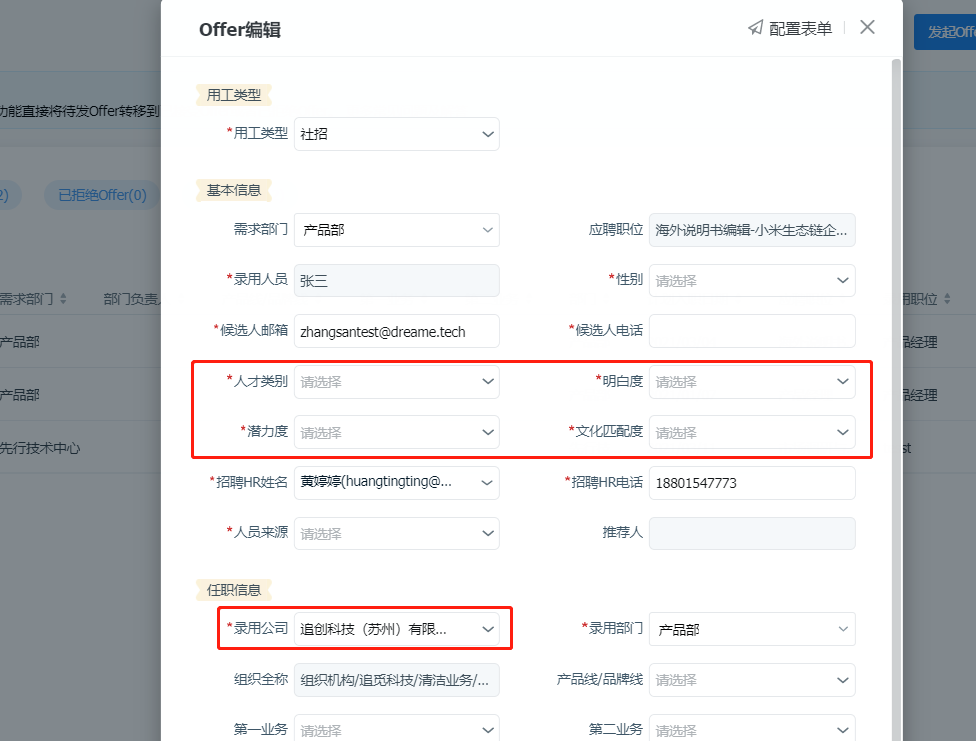 Offer编辑 配置表单
发起Offe
功能直接将待发Offer转移到
2) 已拒绝Offer(0)
需求部门 部门负责人 用职位
产品部 品经理
产品部 品经理
先行技术中心 st
用工类型
*用工类型 社招
基本信息
需求部门 产品部 应聘职位 海外说明书编辑-小米生态链企...
*录用人员 张三 *性别 请选择
*候选人邮箱 zhangsantest@dreame.tech *候选人电话
*人才类别 请选择 *明白度 请选择
*潜力度 请选择 *文化匹配度 请选择
*招聘HR姓名 黄婷婷(huangtingting@... *招聘HR电话 18801547773
*人员来源 请选择 推荐人
任职信息
*录用公司 追创科技（苏州）有限... *录用部门 产品部
组织全称 组织机构/追觅科技/清洁业务/... 产品线/品牌线 请选择
第一业务 请选择 第二业务 请选择